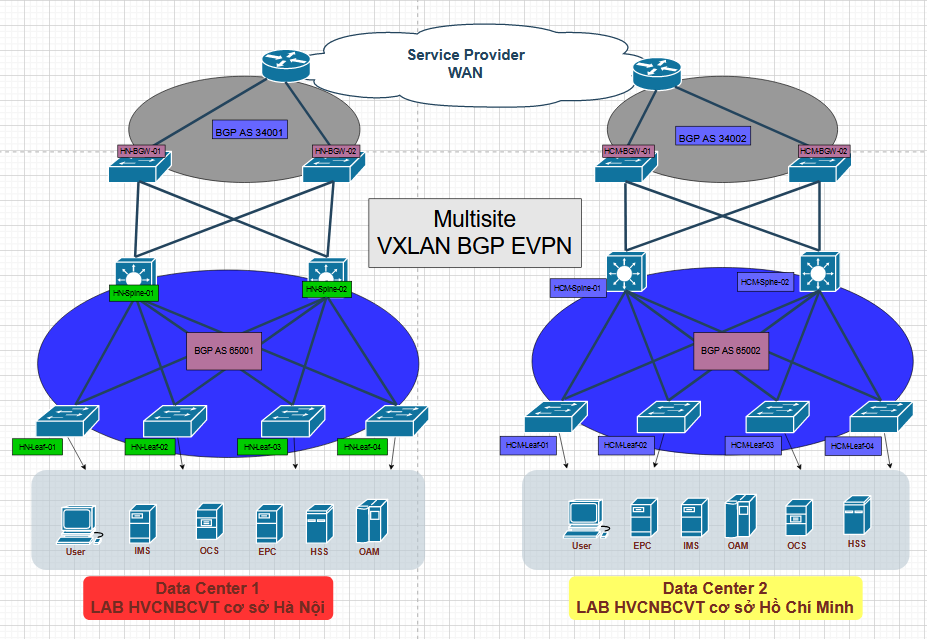 Service Provider
WAN
BGP AS 34001
BGP AS 34002
HN-BGW-01
HN-BGW-02
HCM-BGW-01
HCM-BGW-02
Multisite
VXLAN BGP EVPN
HN-Spine-01
HN-Spine-02
HCM-Spine-01
HCM-Spine-02
BGP AS 65001
BGP AS 65002
HN-Leaf-01
HN-Leaf-02
HN-Leaf-03
HN-Leaf-04
HCM-Leaf-01
HCM-Leaf-02
HCM-Leaf-03
HCM-Leaf-04
User
IMS
OCS
EPC
HSS
OAM
User
EPC
IMS
OAM
OCS
HSS
Data Center 1
LAB HVCNBCVT cơ sở Hà Nội
Data Center 2
LAB HVCNBCVT cơ sở Hồ Chí Minh